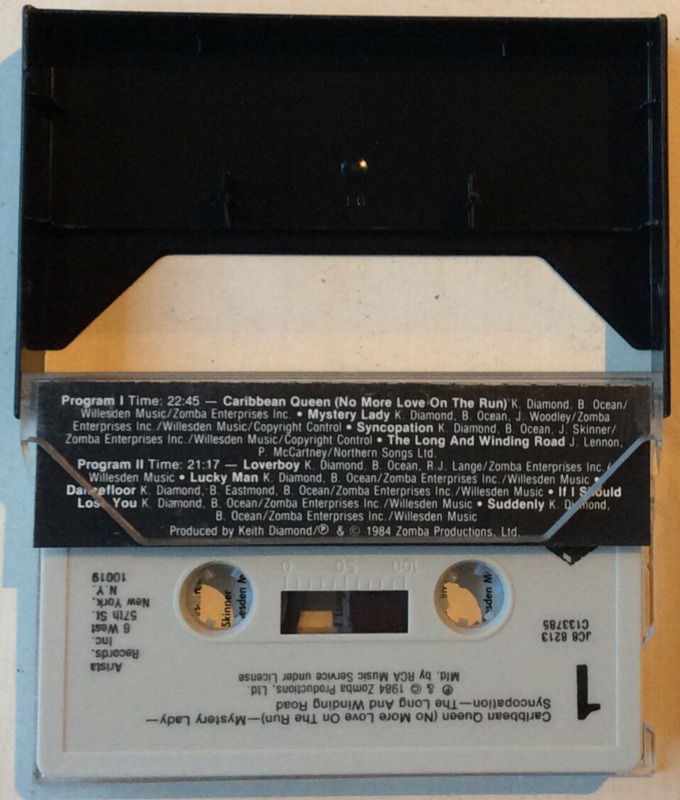 16
Program I Time: 22:45 — Caribbean Queen (No More Love On The Run) K. Diamond, B. Ocean/
Willesden Music/Zomba Enterprises Inc. • Mystery Lady K. Diamond, B. Ocean, J. Woodley/Zomba
Enterprises Inc./Willesden Music/Copyright Control • Syncopation K. Diamond, B. Ocean, J. Skinner/
Zomba Enterprises Inc./Willesden Music/Copyright Control • The Long And Winding Road J. Lennon,
P. McCartney/Northern Songs Ltd.
Program II Time: 21:17 — Loverboy K. Diamond, B. Ocean, R.J. Lange/Zomba Enterprises Inc./
Willesden Music • Lucky Man K. Diamond, B. Ocean/Zomba Enterprises Inc./Willesden Music •
Dancefloor K. Diamond, B. Eastmond, B. Ocean/Zomba Enterprises Inc./Willesden Music • If I Should
Lose You K. Diamond, B. Ocean/Zomba Enterprises Inc./Willesden Music • Suddenly K. Diamond,
B. Ocean/Zomba Enterprises Inc./Willesden Music
Produced by Keith Diamond/℗ & © 1984 Zomba Productions, Ltd.
1
Caribbean Queen (No More Love On The Run)—Mystery Lady—
Syncopation—The Long And Winding Road
℗ & © 1984 Zomba Productions, Ltd.
Mfd. by RCA Music Service under License
JC8 8213
C133785
Arista
Records,
Inc.
6 West
57th St.
New York,
N.Y.
10019
100 50 0
Skinner